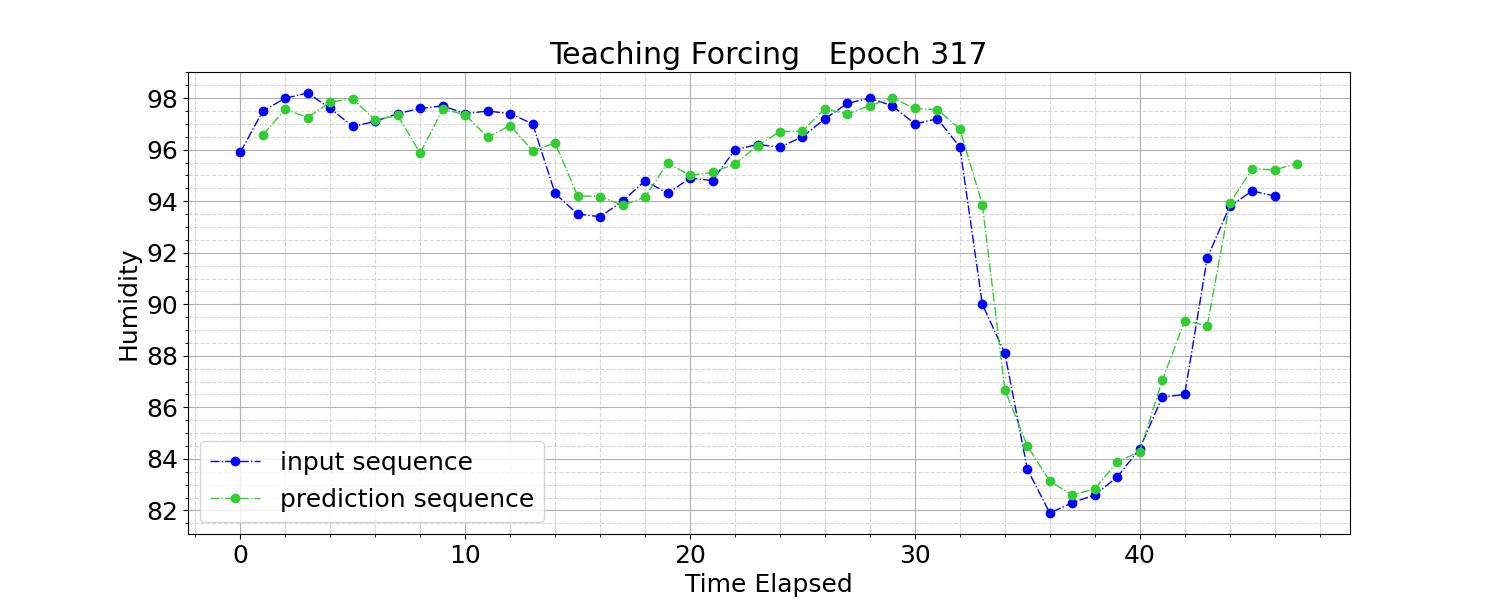 Teaching Forcing   Epoch 317
Humidity
98
96
94
92
90
88
86
84
82
input sequence
prediction sequence
0 10 20 30 40
Time Elapsed